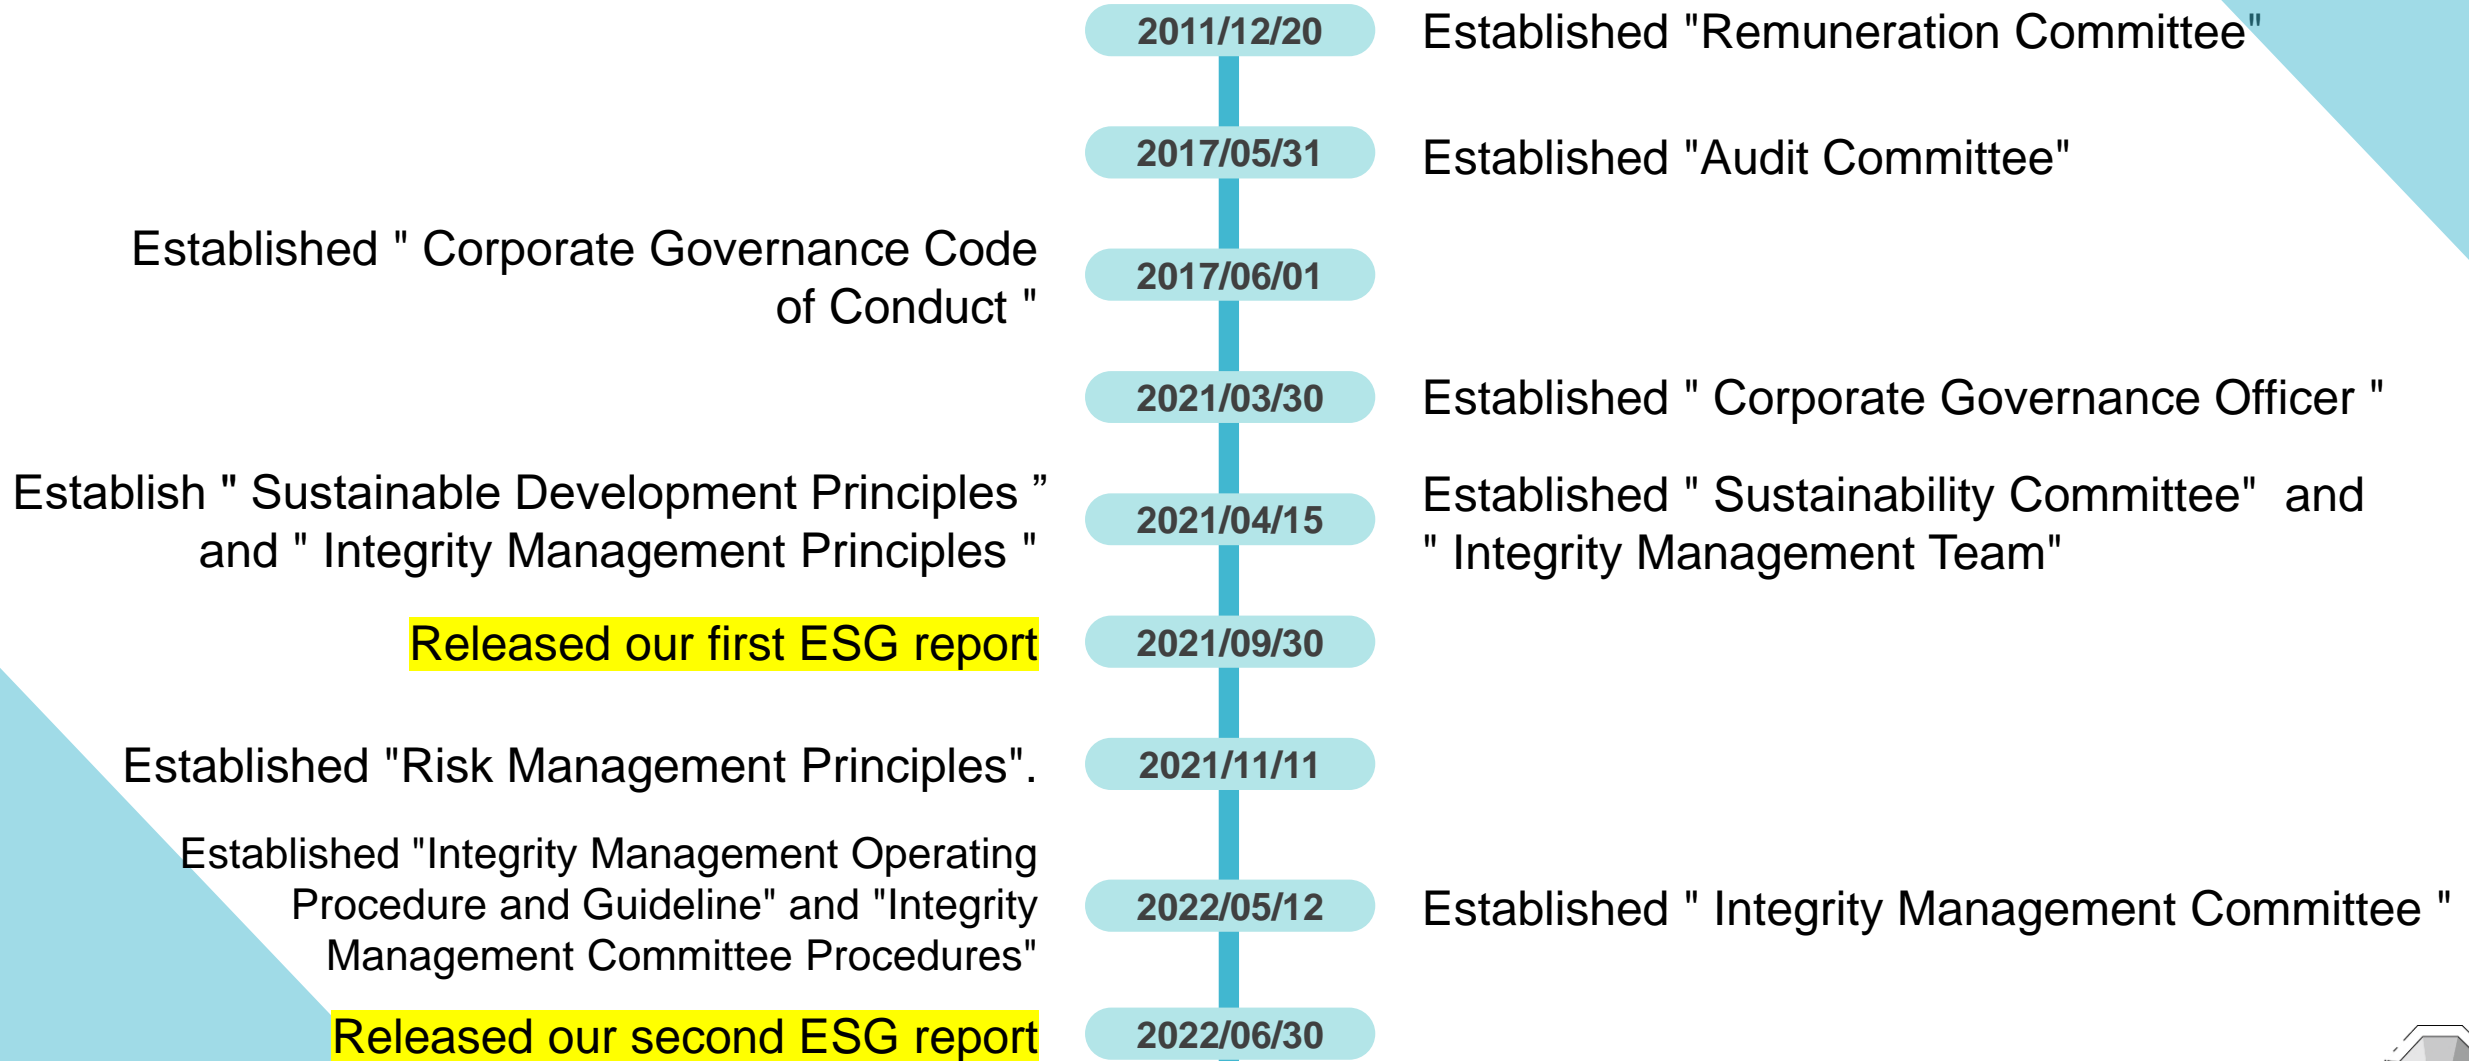 2011/12/20
Established "Remuneration Committee"
2017/05/31
Established "Audit Committee"
Established " Corporate Governance Code
of Conduct "
2017/06/01
2021/03/30
Established " Corporate Governance Officer "
Establish " Sustainable Development Principles ”
and " Integrity Management Principles "
2021/04/15
Established " Sustainability Committee"  and
" Integrity Management Team"
Released our first ESG report
2021/09/30
Established "Risk Management Principles".
2021/11/11
Established "Integrity Management Operating
Procedure and Guideline" and "Integrity
Management Committee Procedures"
2022/05/12
Established " Integrity Management Committee "
Released our second ESG report
2022/06/30